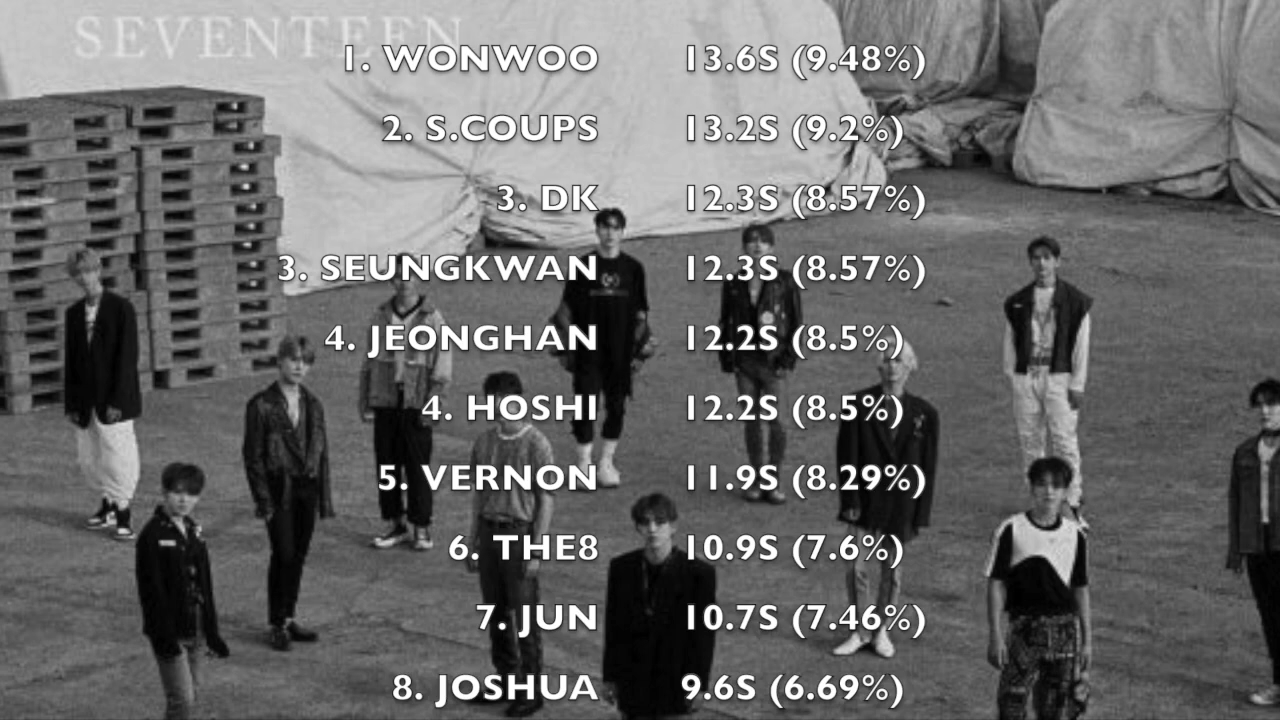 SEVENTEEN
1. WONWOO 13.6S (9.48%)
2. S.COUPS 13.2S (9.2%)
3. DK 12.3S (8.57%)
3. SEUNGKWAN 12.3S (8.57%)
4. JEONGHAN 12.2S (8.5%)
4. HOSHI 12.2S (8.5%)
5. VERNON 11.9S (8.29%)
6. THE8 10.9S (7.6%)
7. JUN 10.7S (7.46%)
8. JOSHUA 9.6S (6.69%)